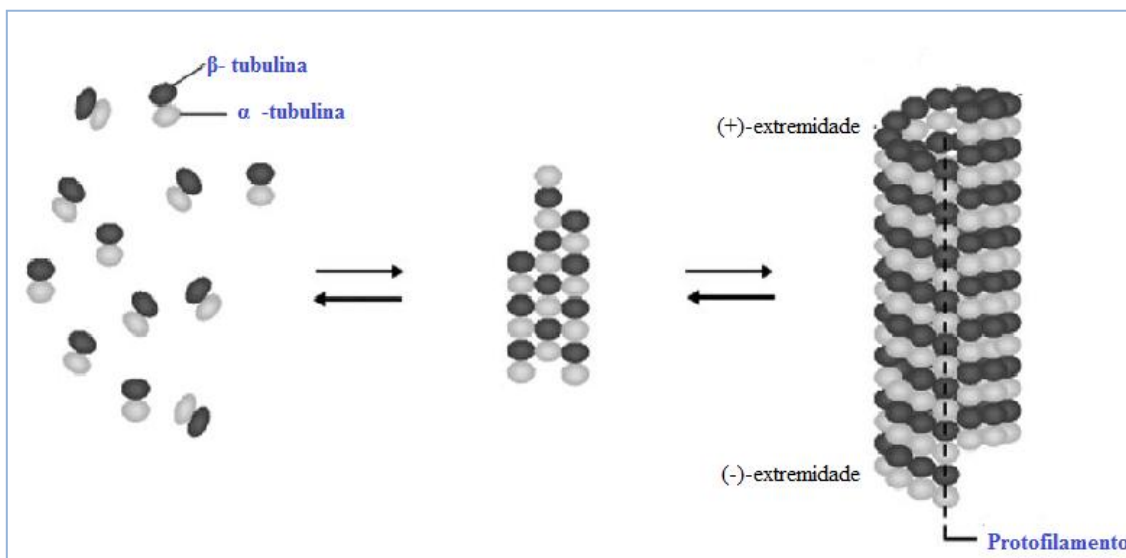 β- tubulina
α -tubulina
(+)-extremidade
(-)-extremidade
Protofilamento